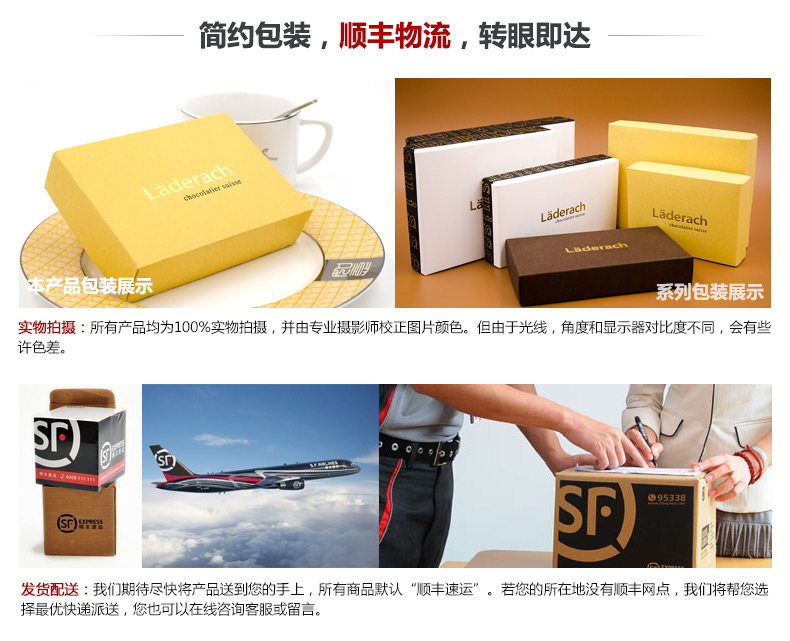 简约包装，顺丰物流，转眼即达
Läderach
chocolatier suisse
本产品包装展示
Lä
Läderach
chocolatier suisse
Läderach
Läderach
chocolatier suisse
系列包装展示
实物拍摄：所有产品均为100%实物拍摄，并由专业摄影师校正图片颜色。但由于光线，角度和显示器对比度不同，会有些
许色差。
SF
SF EXPRESS
顺丰速运
顺丰速运 4008 111 111
SF EXPRESS
顺丰速运
SF
S.F. AIRLINES
SF
95338
SF EXPRESS
发货配送：我们期待尽快将产品送到您的手上，所有商品默认“顺丰速运”。若您的所在地没有顺丰网点，我们将帮您选
择最优快递派送，您也可以在线咨询客服或留言。